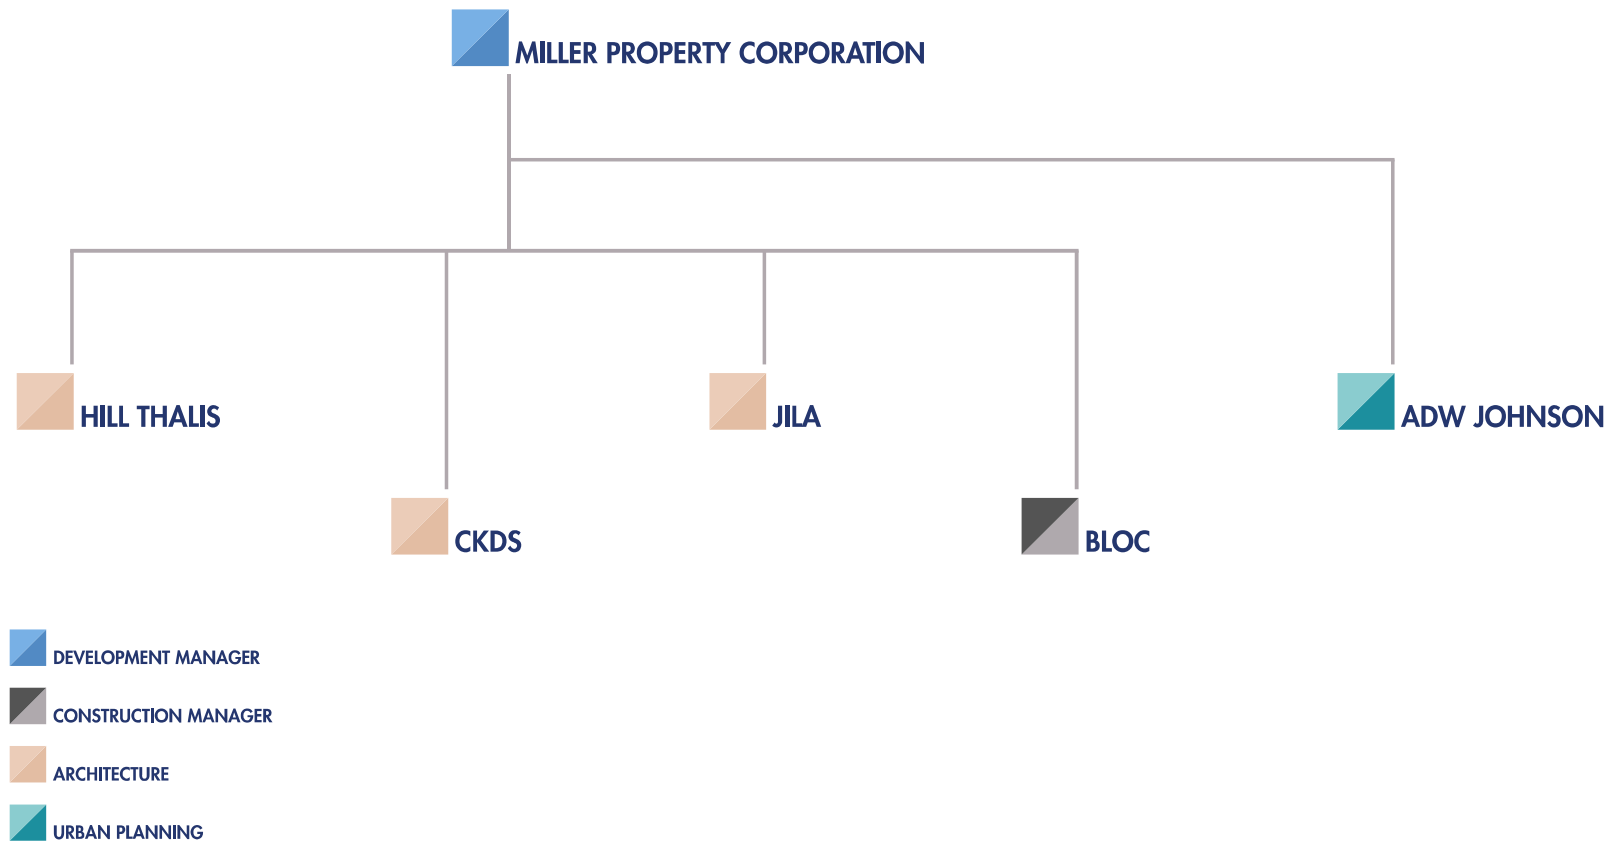 MILLER PROPERTY CORPORATION
HILL THALIS
JILA
ADW JOHNSON
CKDS
BLOC
DEVELOPMENT MANAGER
CONSTRUCTION MANAGER
ARCHITECTURE
URBAN PLANNING